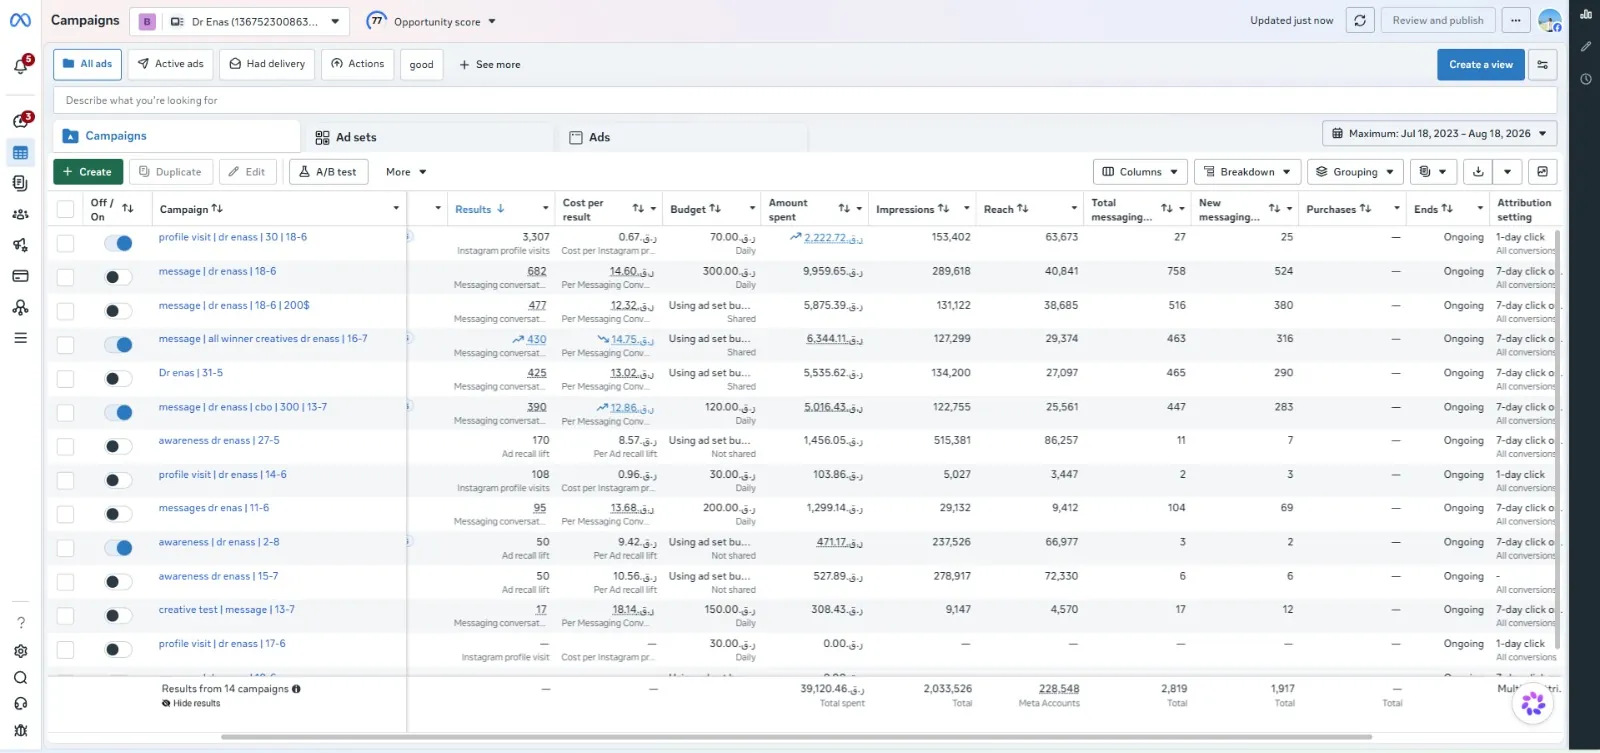 Campaigns
B
Dr Enas (136752300863...
77
Opportunity score
Updated just now
Review and publish
...
5
All ads
Active ads
Had delivery
Actions
good
+ See more
Create a view
Describe what you're looking for
3
Campaigns
Ad sets
Ads
Maximum: Jul 18, 2023 – Aug 18, 2026
+ Create
Duplicate
Edit
A/B test
More
Columns
Breakdown
Grouping
Off / On
Campaign
Results
Cost per result
Budget
Amount spent
Impressions
Reach
Total messaging...
New messaging...
Purchases
Ends
Attribution setting
profile visit | dr enass | 30 | 18-6 3,307 ر.ق.0.67 ر.ق.70.00 ر.ق.2,222.72 153,402 63,673 27 25 — Ongoing 1-day click
Instagram profile visits Cost per Instagram pr... Daily All conversions
message | dr enass | 18-6 682 ر.ق.14.60 ر.ق.300.00 ر.ق.9,959.65 289,618 40,841 758 524 — Ongoing 7-day click o...
Messaging conversat... Per Messaging Conv... Daily All conversions
message | dr enass | 18-6 | 200$ 477 ر.ق.12.32 Using ad set bu... ر.ق.5,875.39 131,122 38,685 516 380 — Ongoing 7-day click o...
Messaging conversat... Per Messaging Conv... Shared All conversions
message | all winner creatives dr enass | 16-7 430 ر.ق.14.75 Using ad set bu... ر.ق.6,344.11 127,299 29,374 463 316 — Ongoing 7-day click o...
Messaging conversat... Per Messaging Conv... Shared All conversions
Dr enas | 31-5 425 ر.ق.13.02 Using ad set bu... ر.ق.5,535.62 134,200 27,097 465 290 — Ongoing 7-day click o...
Messaging conversat... Per Messaging Conv... Shared All conversions
message | dr enass | cbo | 300 | 13-7 390 ر.ق.12.86 ر.ق.120.00 ر.ق.5,016.43 122,755 25,561 447 283 — Ongoing 7-day click o...
Messaging conversat... Per Messaging Conv... Daily All conversions
awareness dr enass | 27-5 170 ر.ق.8.57 Using ad set bu... ر.ق.1,456.05 515,381 86,257 11 7 — Ongoing 7-day click o...
Ad recall lift Per Ad recall lift Not shared All conversions
profile visit | dr enass | 14-6 108 ر.ق.0.96 ر.ق.30.00 ر.ق.103.86 5,027 3,447 2 3 — Ongoing 1-day click
Instagram profile visits Cost per Instagram pr... Daily All conversions
messages dr enas | 11-6 95 ر.ق.13.68 ر.ق.200.00 ر.ق.1,299.14 29,132 9,412 104 69 — Ongoing 7-day click o...
Messaging conversat... Per Messaging Conv... Daily All conversions
awareness | dr enass | 2-8 50 ر.ق.9.42 Using ad set bu... ر.ق.471.17 237,526 66,977 3 2 — Ongoing 7-day click o...
Ad recall lift Per Ad recall lift Not shared All conversions
awareness dr enass | 15-7 50 ر.ق.10.56 Using ad set bu... ر.ق.527.89 278,917 72,330 6 6 — Ongoing -
Ad recall lift Per Ad recall lift Not shared All conversions
creative test | message | 13-7 17 ر.ق.18.14 ر.ق.150.00 ر.ق.308.43 9,147 4,570 17 12 — Ongoing 7-day click o...
Messaging conversat... Per Messaging Conv... Daily All conversions
profile visit | dr enass | 17-6 — — ر.ق.30.00 ر.ق.0.00 — — — — — Ongoing 1-day click
Instagram profile visit Cost per Instagram pr... Daily All conversions
Results from 14 campaigns — — ر.ق.39,120.46 2,033,526 228,548 2,819 1,917 —
Hide results Total spent Total Meta Accounts Total Total Total
?